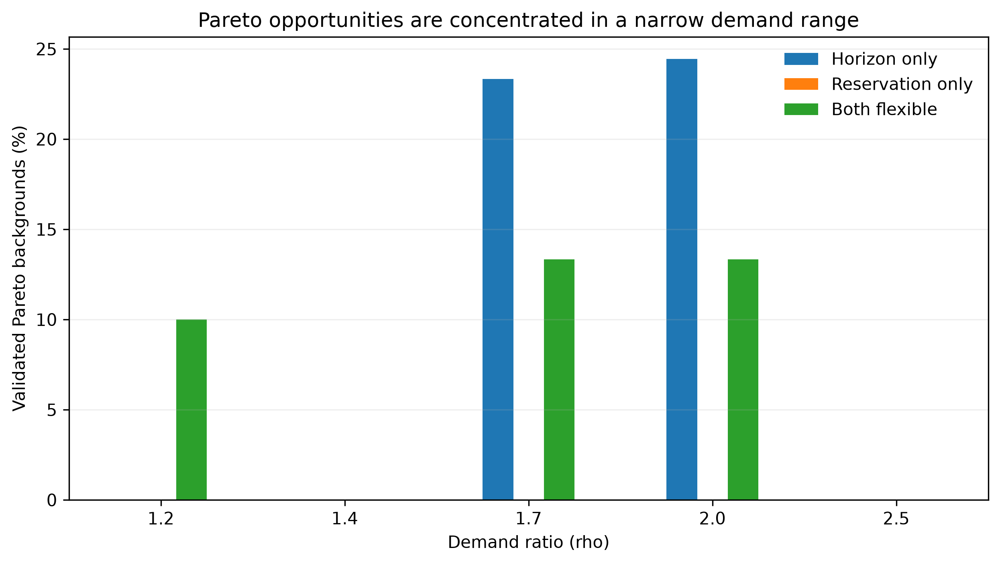 Pareto opportunities are concentrated in a narrow demand range
Validated Pareto backgrounds (%)
25
20
15
10
5
0
Horizon only
Reservation only
Both flexible
1.2 1.4 1.7 2.0 2.5
Demand ratio (rho)